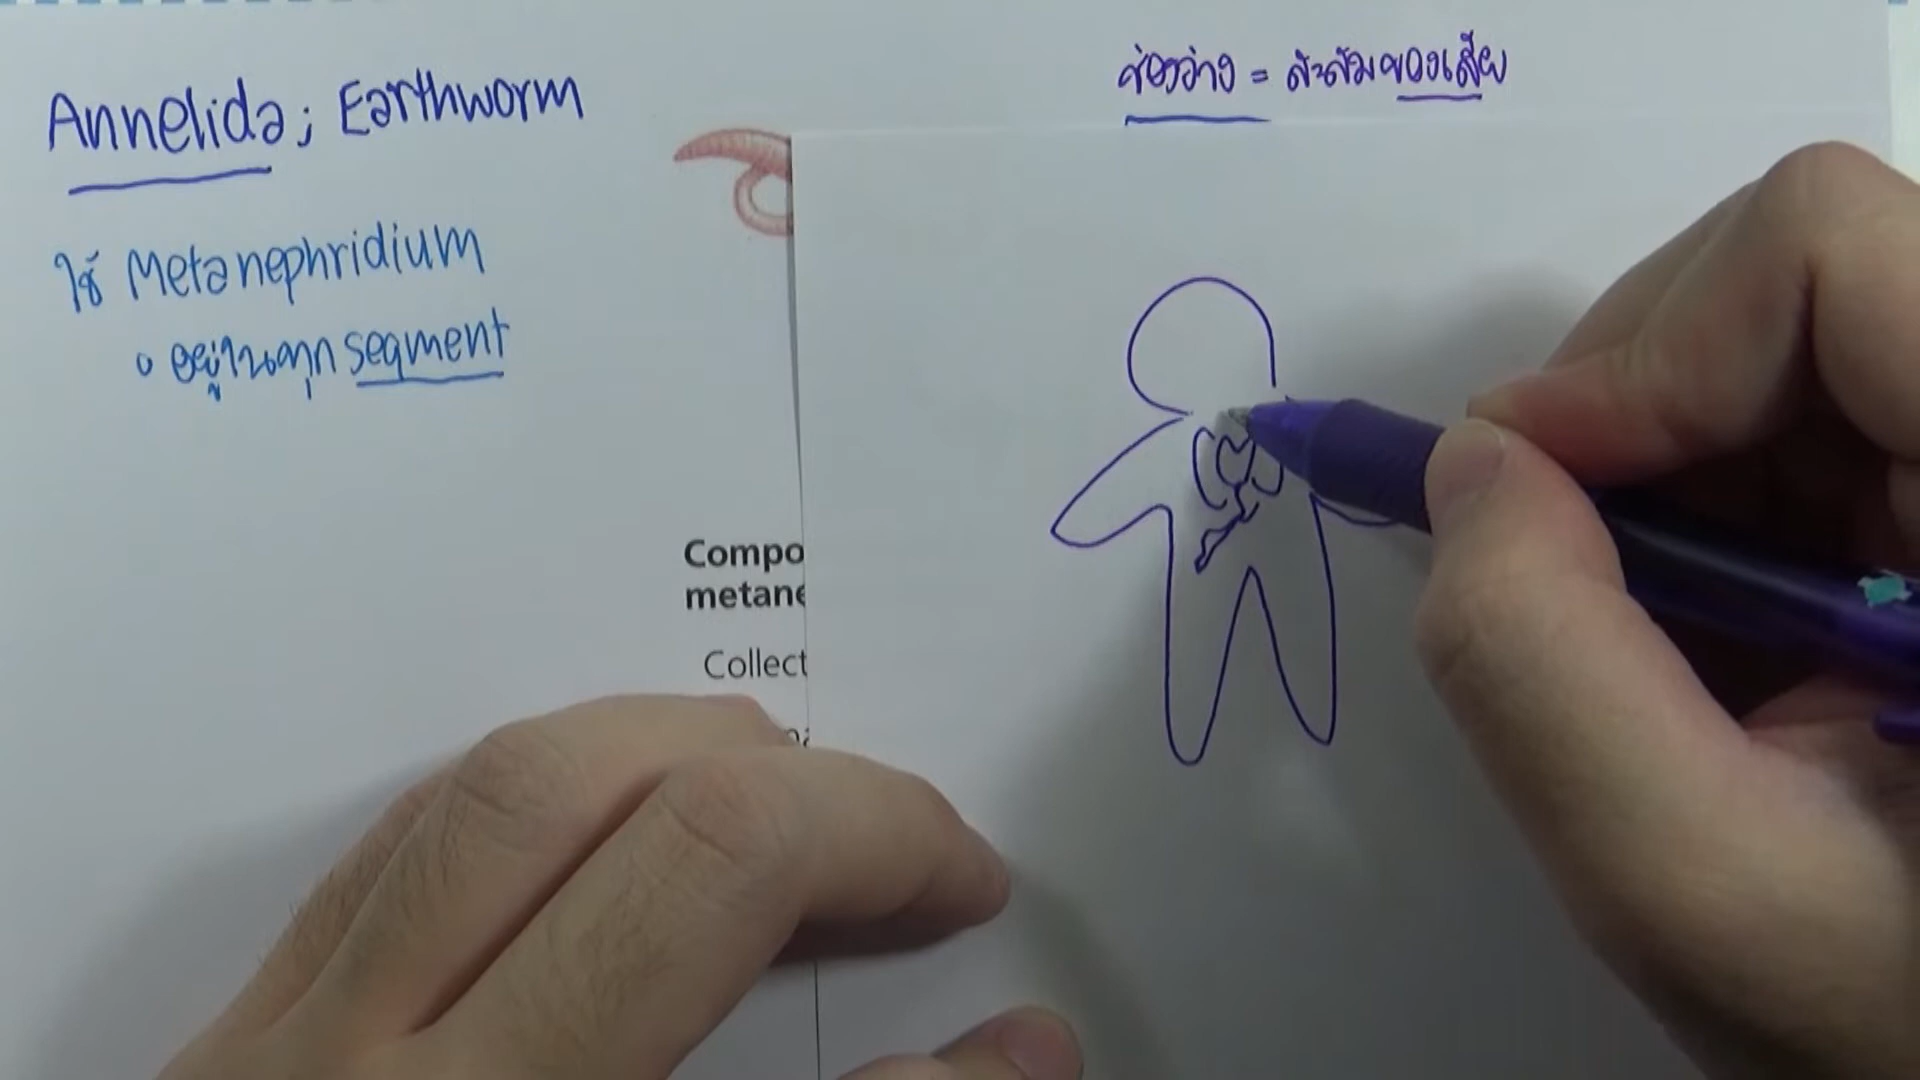 Annelida; Earthworm
ช่องว่าง = สะสมของเสีย
ใช้ Metanephridium
อยู่ในทุก segment
Compo
metane
Collect